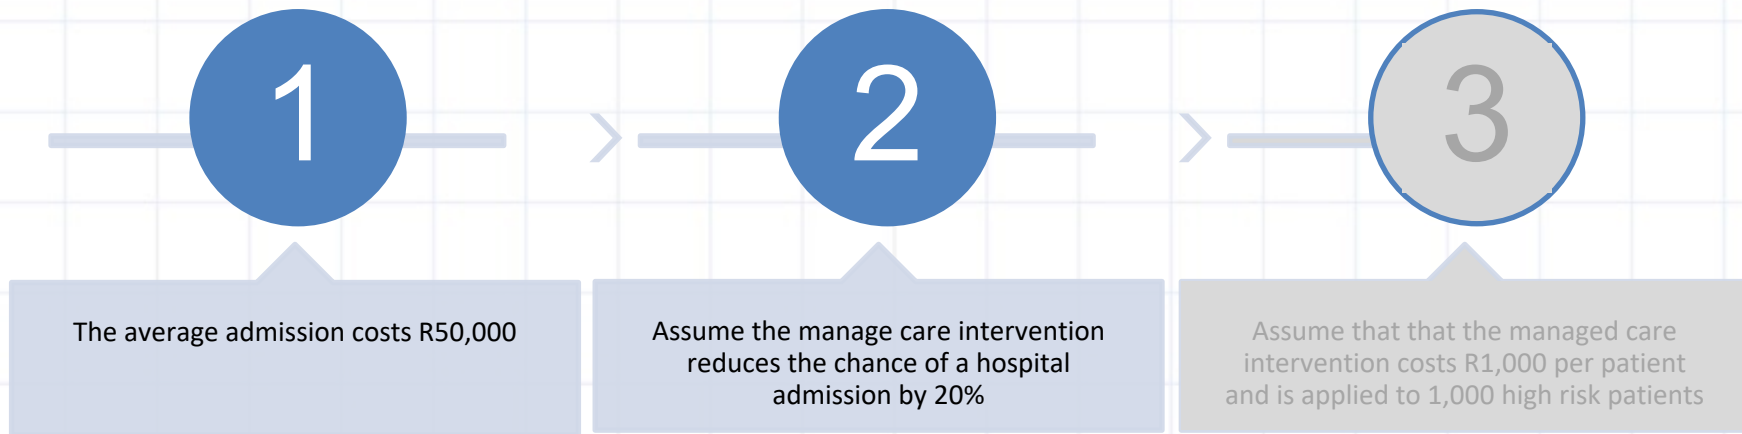 1
2
3
The average admission costs R50,000
Assume the manage care intervention
reduces the chance of a hospital
admission by 20%
Assume that that the managed care
intervention costs R1,000 per patient
and is applied to 1,000 high risk patients